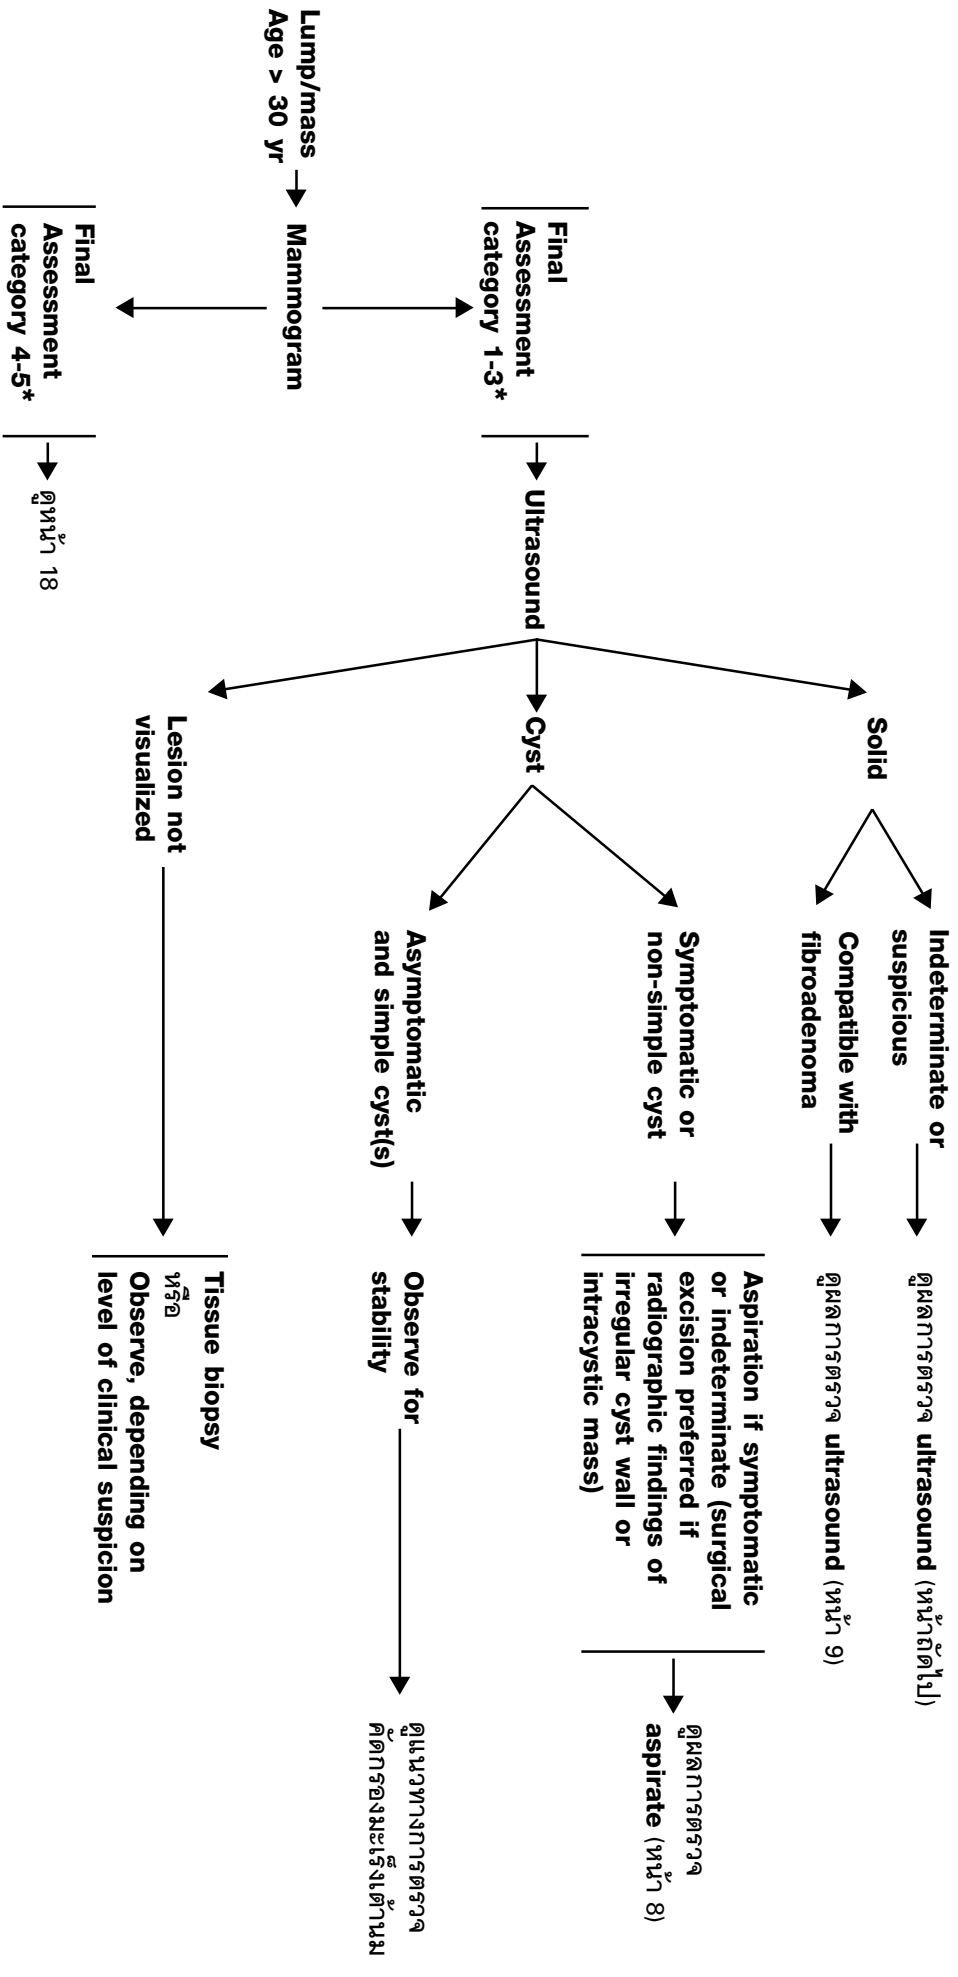 Lump/mass
Age > 30 yr
Mammogram
Final
Assessment
category 1-3*
Final
Assessment
category 4-5*
ดูหน้า 18
Ultrasound
Solid
Indeterminate or
suspicious
ดูผลการตรวจ ultrasound (หน้าถัดไป)
Compatible with
fibroadenoma
ดูผลการตรวจ ultrasound (หน้า 9)
Cyst
Symptomatic or
non-simple cyst
Aspiration if symptomatic
or indeterminate (surgical
excision preferred if
radiographic findings of
irregular cyst wall or
intracystic mass)
ดูผลการตรวจ
aspirate (หน้า 8)
Asymptomatic
and simple cyst(s)
Observe for
stability
ดูแนวทางการตรวจ
คัดกรองมะเร็งเต้านม
Lesion not
visualized
Tissue biopsy
หรือ
Observe, depending on
level of clinical suspicion